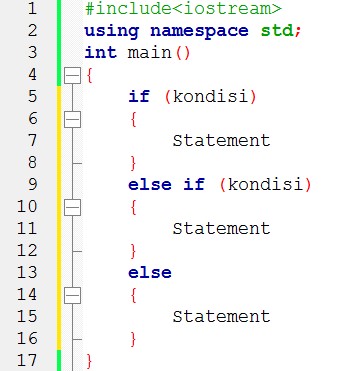 1 #include<iostream>
2 using namespace std;
3 int main()
4 {
5 if (kondisi)
6 {
7 Statement
8 }
9 else if (kondisi)
10 {
11 Statement
12 }
13 else
14 {
15 Statement
16 }
17 }